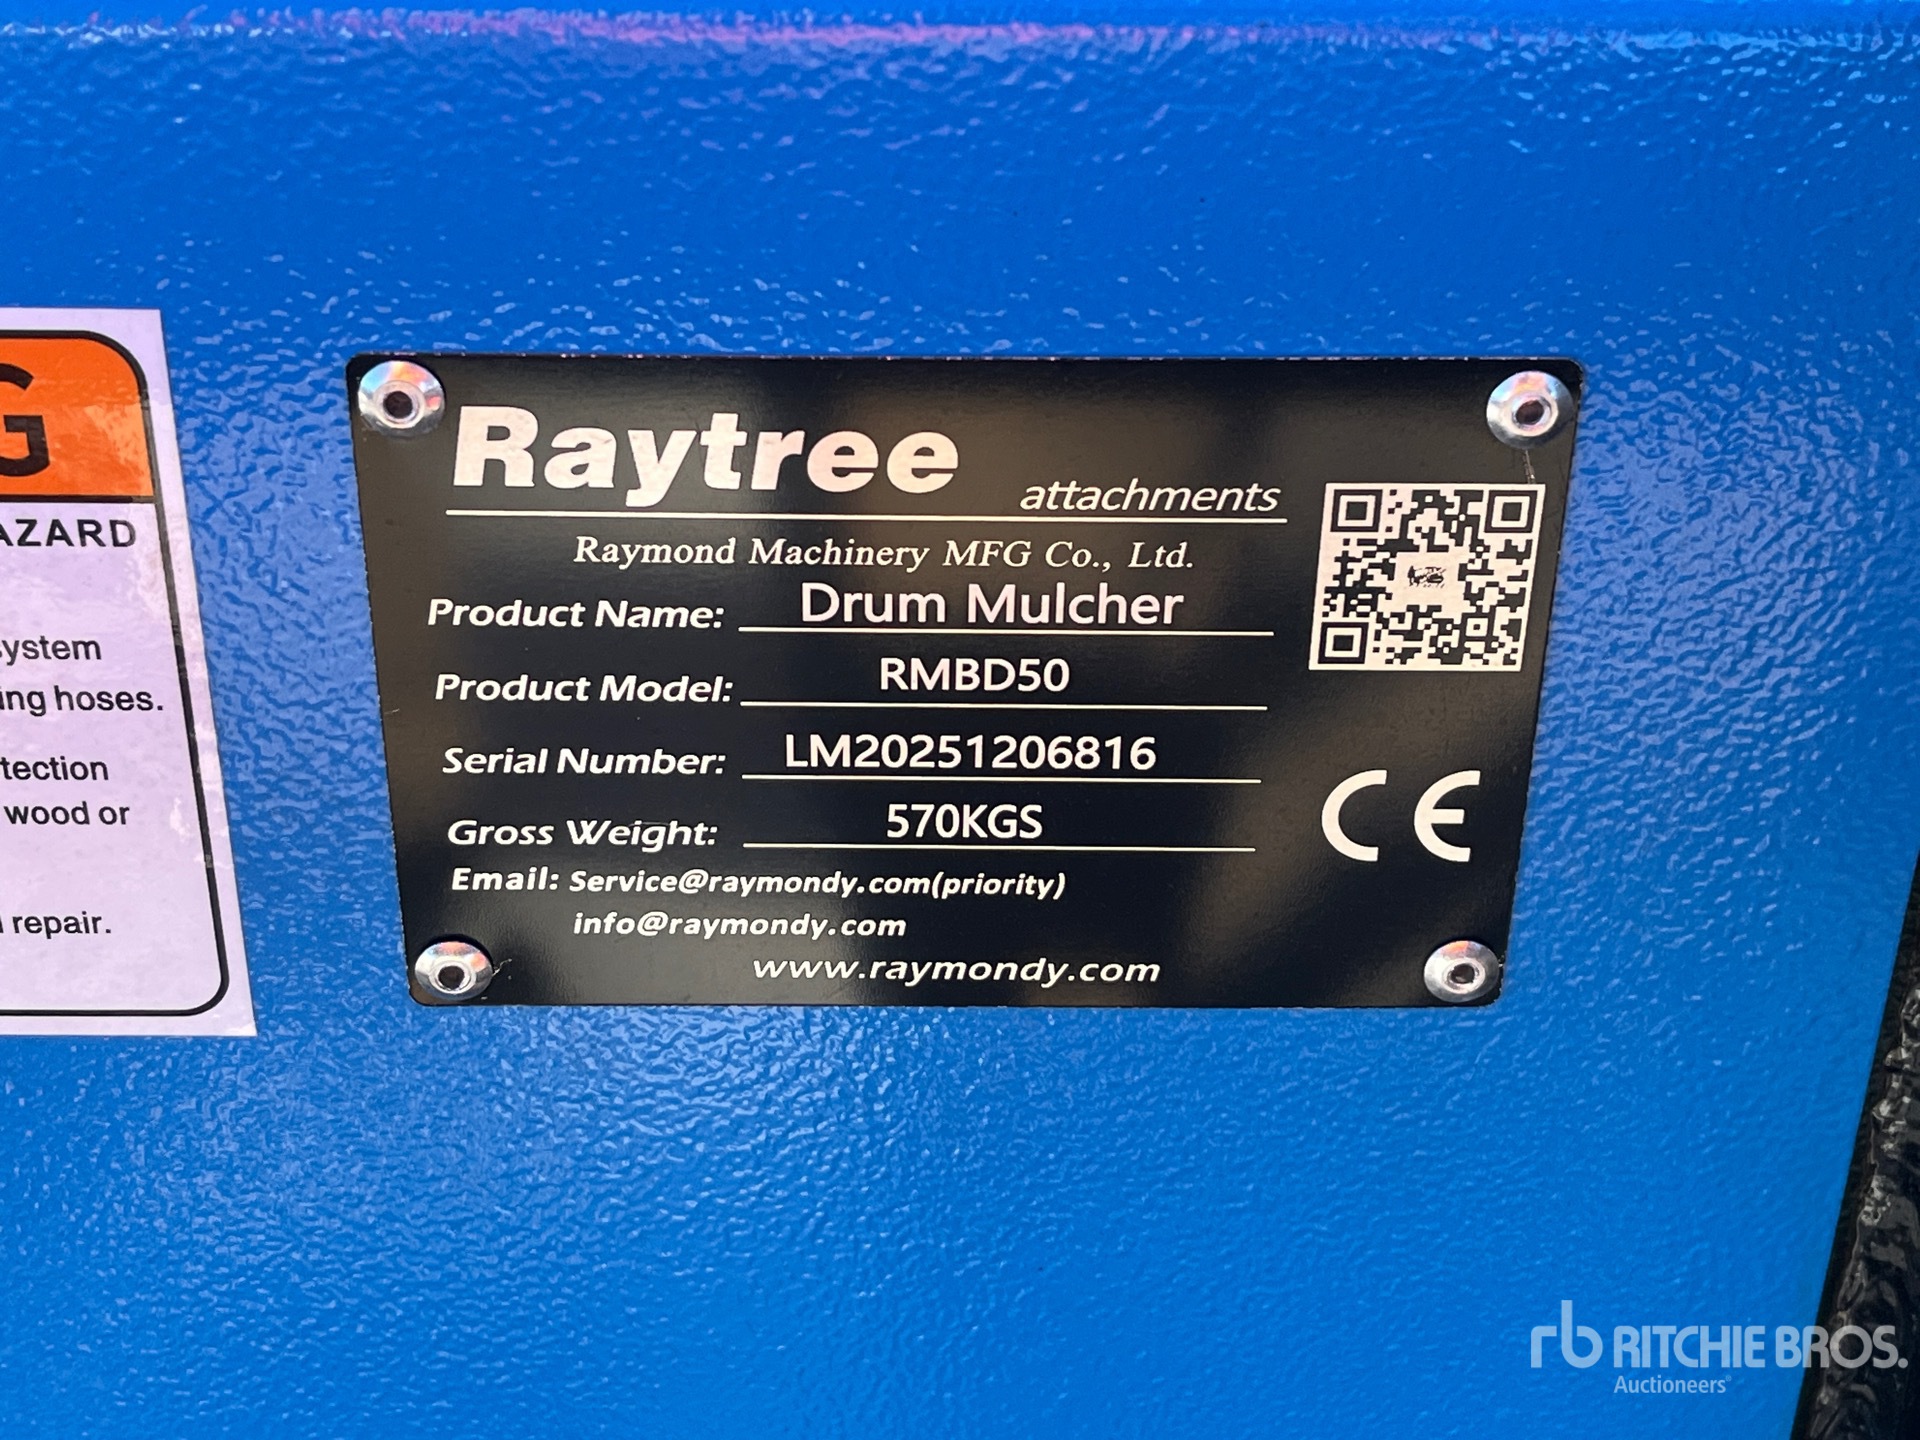 G
AZARD
system
ing hoses.
tection
wood or
repair.
Raytree
attachments
Raymond Machinery MFG Co., Ltd.
Product Name: Drum Mulcher
Product Model: RMBD50
Serial Number: LM20251206816
Gross Weight: 570KGS
Email: Service@raymondy.com(priority)
info@raymondy.com
www.raymondy.com
CE
rb RITCHIE BROS.
Auctioneers